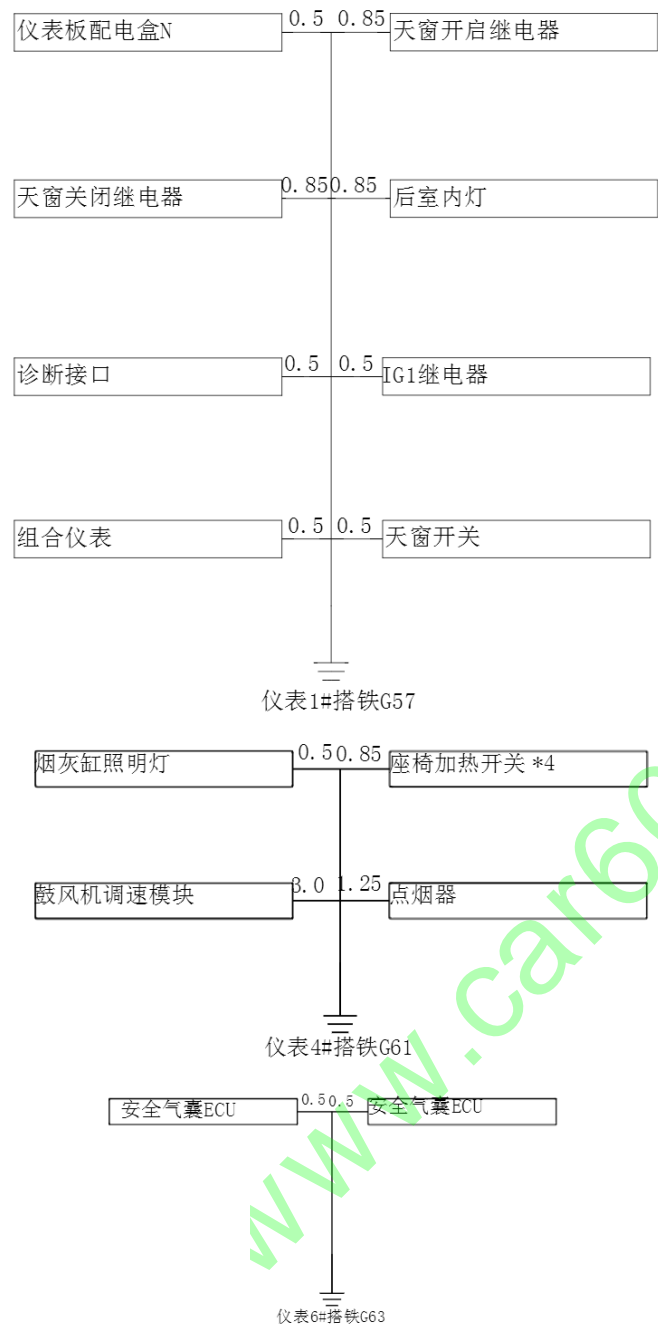 仪表板配电盒N 0.5 0.85 天窗开启继电器
天窗关闭继电器 0.85 0.85 后室内灯
诊断接口 0.5 0.5 IG1继电器
组合仪表 0.5 0.5 天窗开关
仪表1#搭铁G57
烟灰缸照明灯 0.5 0.85 座椅加热开关*4
鼓风机调速模块 3.0 1.25 点烟器
仪表4#搭铁G61
安全气囊ECU 0.5 0.5 安全气囊ECU
仪表6#搭铁G63
www.car60